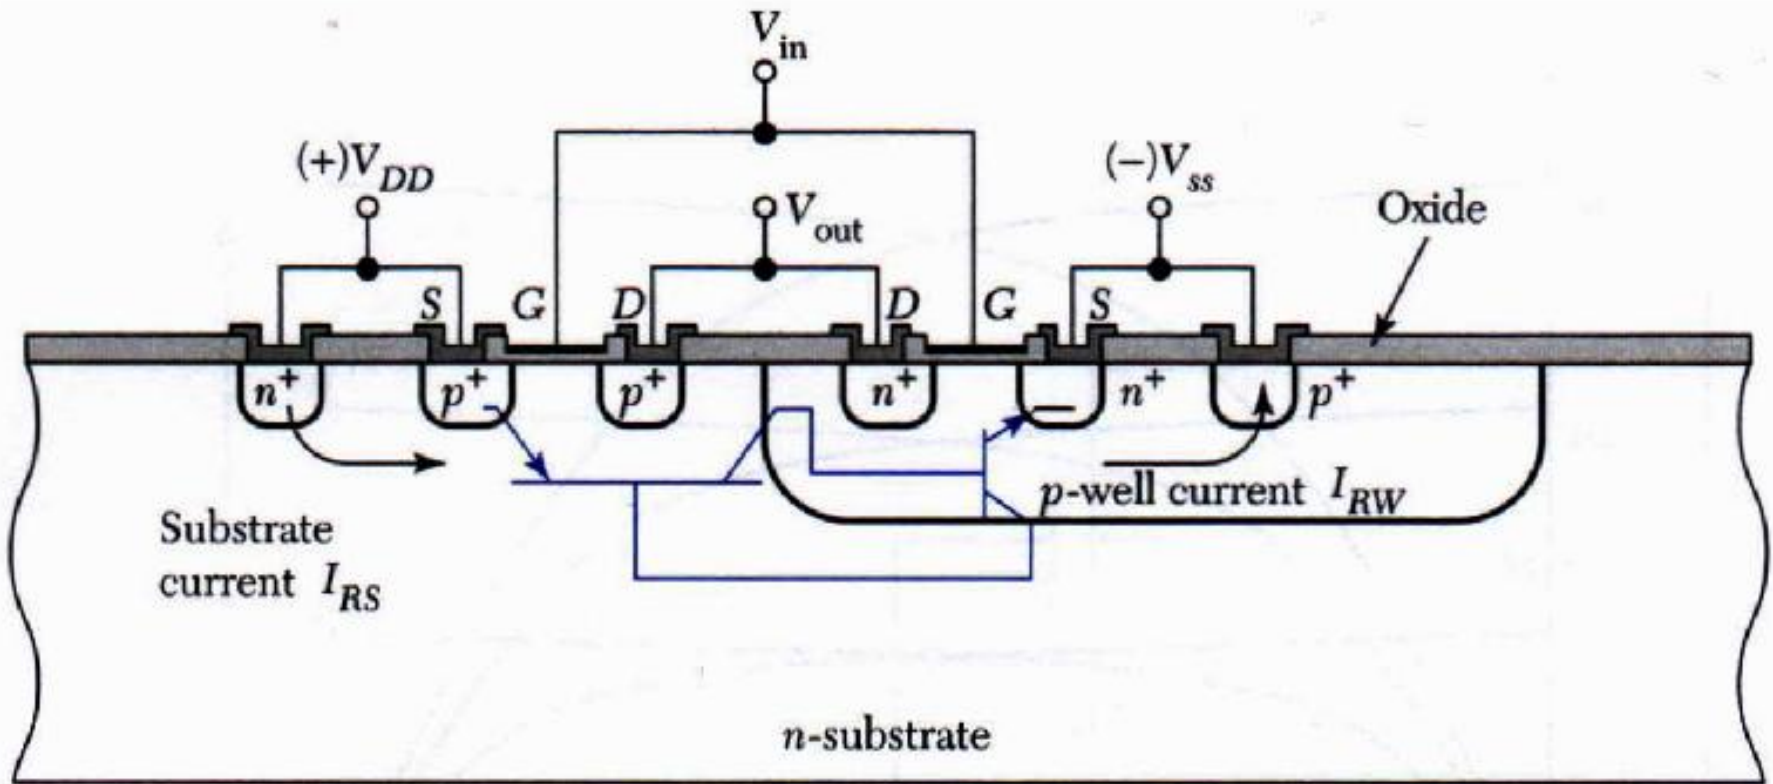 V_in
(+)V_DD
(−)V_ss
V_out
Oxide
S G D D G S
n⁺ p⁺ p⁺ n⁺ n⁺ p⁺
p-well current I_RW
Substrate
current I_RS
n-substrate